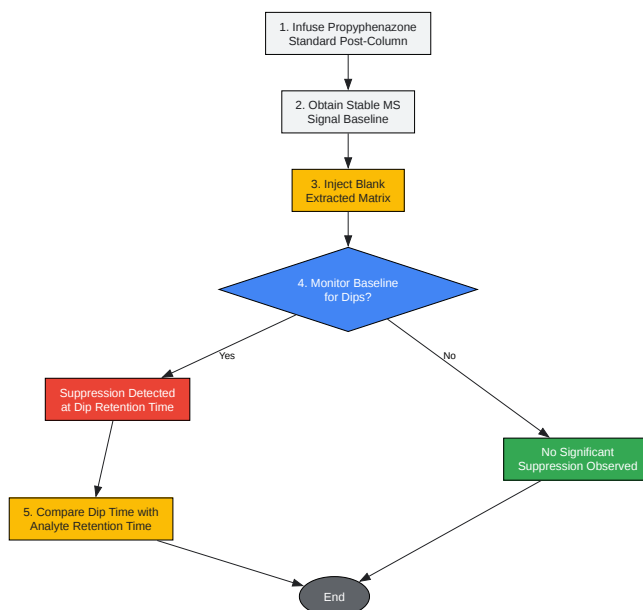 1. Infuse Propyphenazone
Standard Post-Column
2. Obtain Stable MS
Signal Baseline
3. Inject Blank
Extracted Matrix
4. Monitor Baseline
for Dips?
Yes
No
Suppression Detected
at Dip Retention Time
No Significant
Suppression Observed
5. Compare Dip Time with
Analyte Retention Time
End